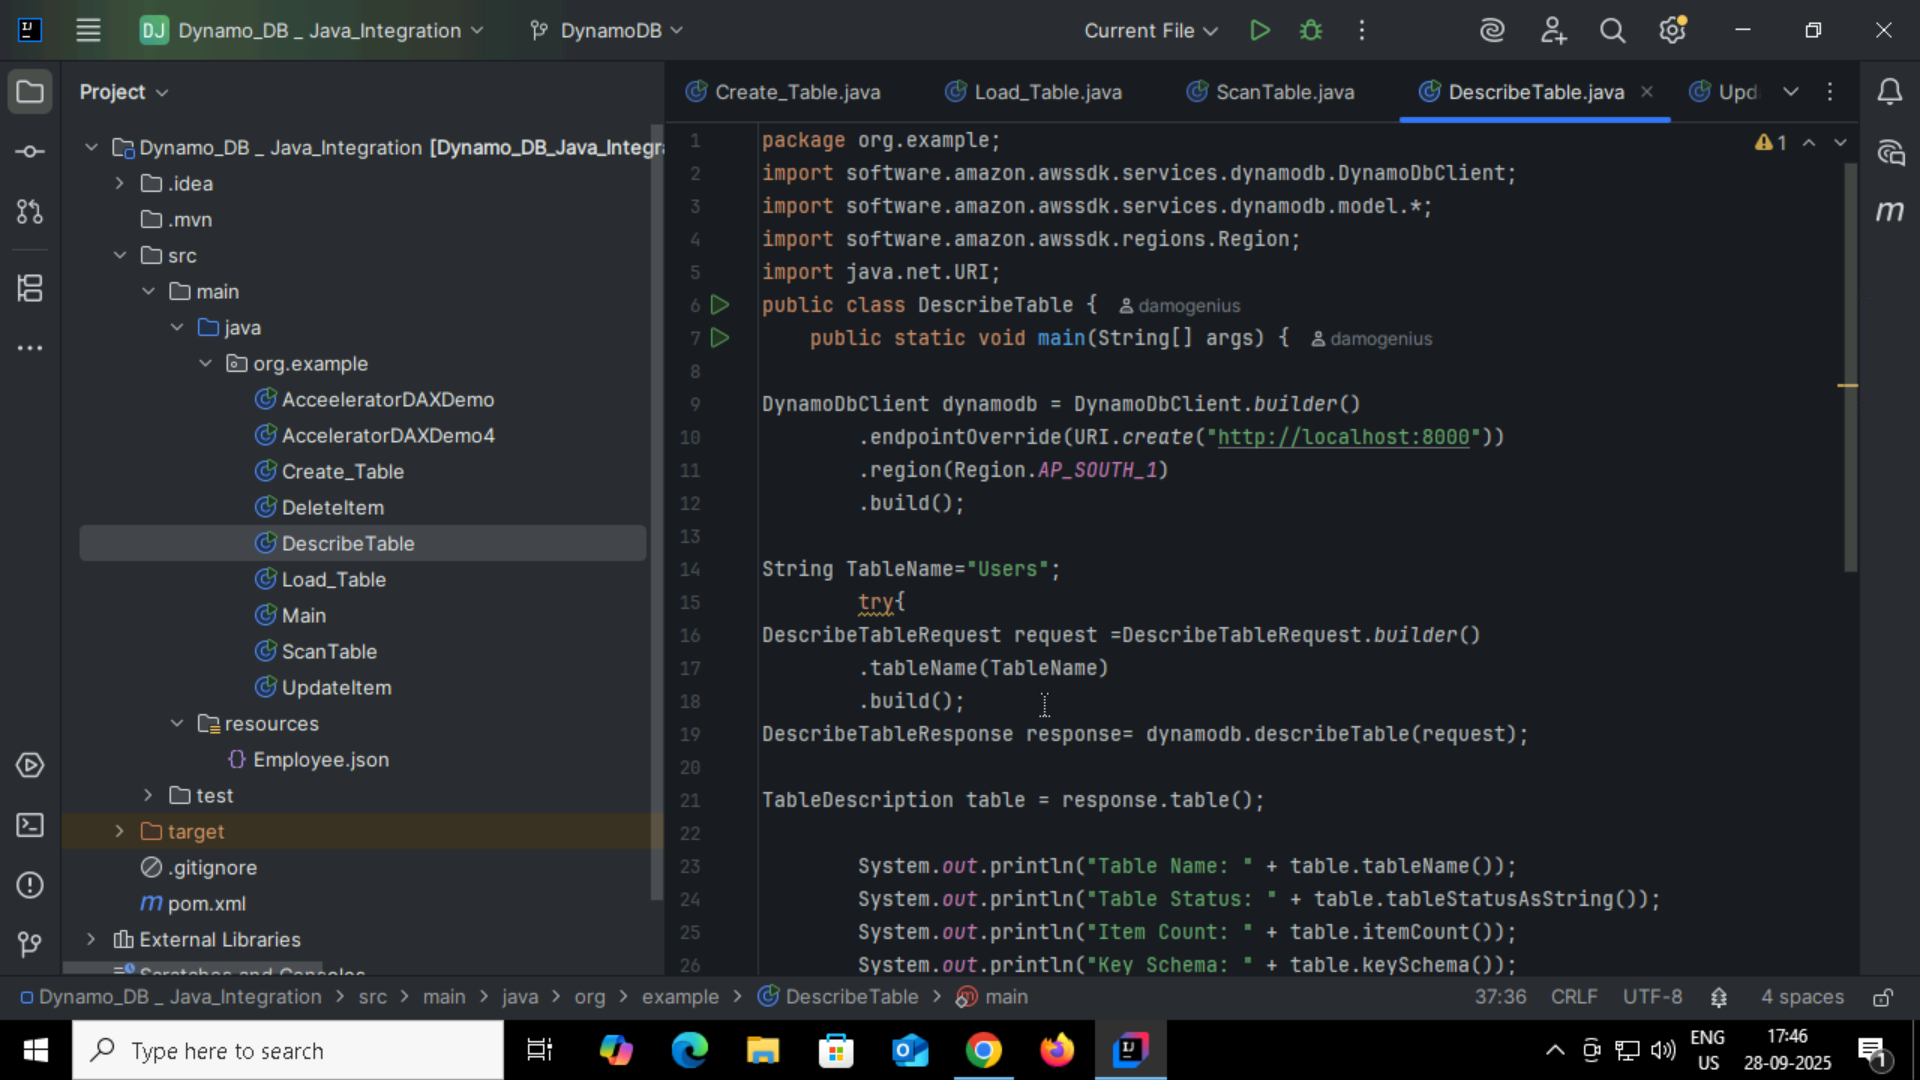 DJ Dynamo_DB _ Java_Integration DynamoDB Current File
Project
Dynamo_DB _ Java_Integration [Dynamo_DB_Java_Integr
.idea
.mvn
src
main
java
org.example
AcceeleratorDAXDemo
AcceleratorDAXDemo4
Create_Table
DeleteItem
DescribeTable
Load_Table
Main
ScanTable
UpdateItem
resources
Employee.json
test
target
.gitignore
pom.xml
External Libraries
Scratches and Consoles
Create_Table.java Load_Table.java ScanTable.java DescribeTable.java Upd
1 package org.example; 1
2 import software.amazon.awssdk.services.dynamodb.DynamoDbClient;
3 import software.amazon.awssdk.services.dynamodb.model.*;
4 import software.amazon.awssdk.regions.Region;
5 import java.net.URI;
6 public class DescribeTable { damogenius
7 public static void main(String[] args) { damogenius
8
9 DynamoDbClient dynamodb = DynamoDbClient.builder()
10 .endpointOverride(URI.create("http://localhost:8000"))
11 .region(Region.AP_SOUTH_1)
12 .build();
13
14 String TableName="Users";
15 try{
16 DescribeTableRequest request =DescribeTableRequest.builder()
17 .tableName(TableName)
18 .build();
19 DescribeTableResponse response= dynamodb.describeTable(request);
20
21 TableDescription table = response.table();
22
23 System.out.println("Table Name: " + table.tableName());
24 System.out.println("Table Status: " + table.tableStatusAsString());
25 System.out.println("Item Count: " + table.itemCount());
26 System.out.println("Key Schema: " + table.keySchema());
Dynamo_DB _ Java_Integration > src > main > java > org > example > DescribeTable > main 37:36 CRLF UTF-8 4 spaces
Type here to search
ENG
US
17:46
28-09-2025
1